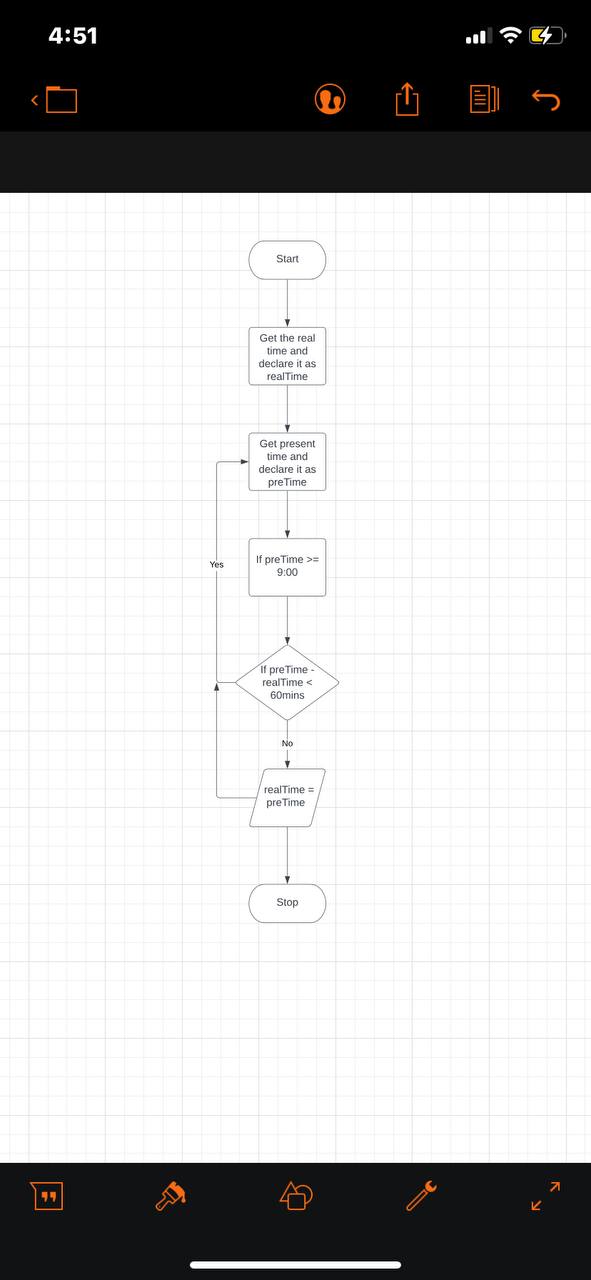 4:51
Start
Get the real
time and
declare it as
realTime
Get present
time and
declare it as
preTime
Yes
If preTime >=
9:00
If preTime -
realTime <
60mins
No
realTime =
preTime
Stop